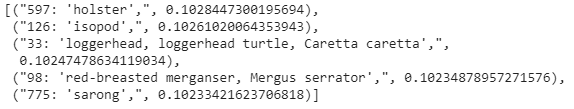 [("597: 'holster',", 0.1028447300195694),
("126: 'isopod',", 0.10261020064353943),
("33: 'loggerhead, loggerhead turtle, Caretta caretta',",
0.10247478634119034),
("98: 'red-breasted merganser, Mergus serrator',", 0.10234878957271576),
("775: 'sarong',", 0.10233421623706818)]